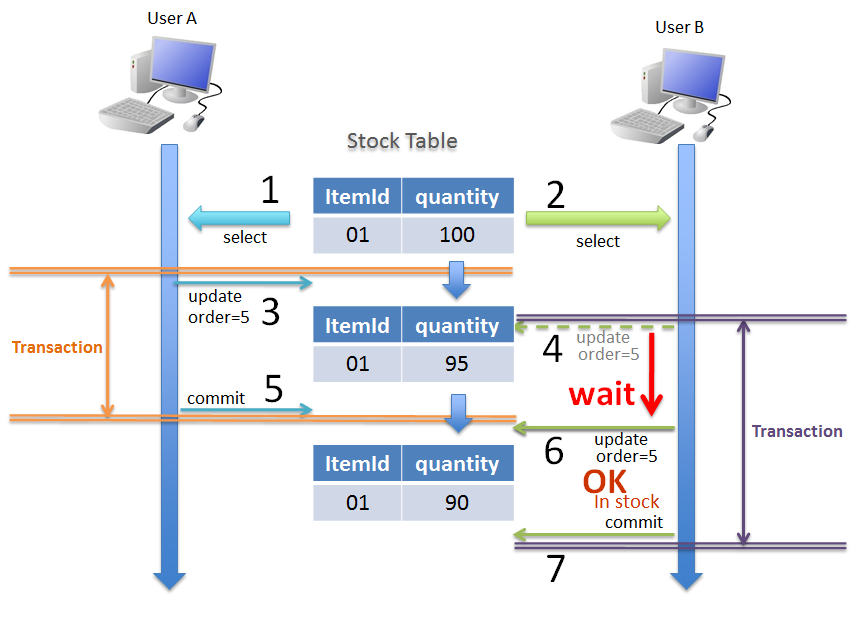 User A
User B
Stock Table
1
ItemId quantity
2
01 100
select
select
update
order=5
3
ItemId quantity
Transaction
01 95
4
update
order=5
wait
commit
5
Transaction
6
update
order=5
ItemId quantity
OK
In stock
01 90
commit
7